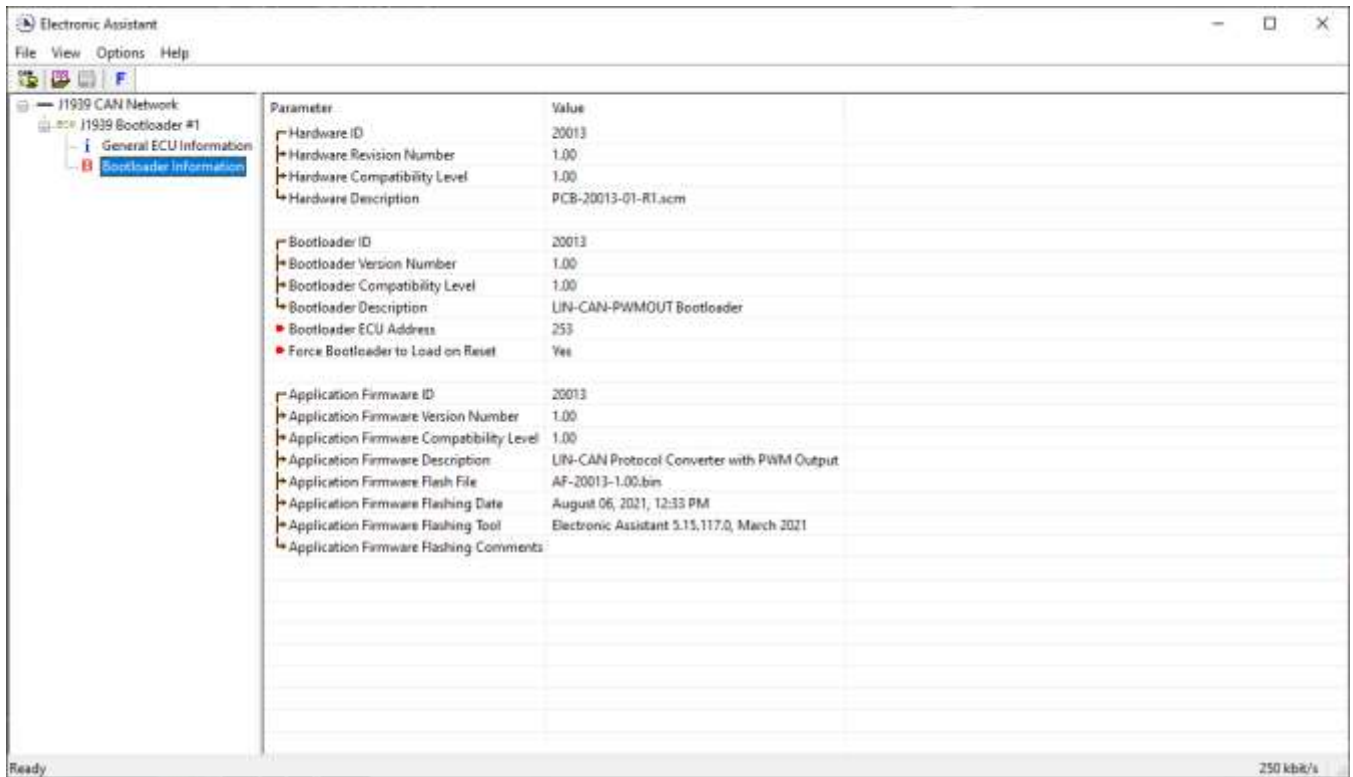 Electronic Assistant
File View Options Help
F
J1939 CAN Network
ECU J1939 Bootloader #1
i General ECU Information
B Bootloader Information
Parameter Value
Hardware ID 20013
Hardware Revision Number 1.00
Hardware Compatibility Level 1.00
Hardware Description PCB-20013-01-R1.scm
Bootloader ID 20013
Bootloader Version Number 1.00
Bootloader Compatibility Level 1.00
Bootloader Description LIN-CAN-PWMOUT Bootloader
Bootloader ECU Address 253
Force Bootloader to Load on Reset Yes
Application Firmware ID 20013
Application Firmware Version Number 1.00
Application Firmware Compatibility Level 1.00
Application Firmware Description LIN-CAN Protocol Converter with PWM Output
Application Firmware Flash File AF-20013-1.00.bin
Application Firmware Flashing Date August 06, 2021, 12:33 PM
Application Firmware Flashing Tool Electronic Assistant 5.15.117.0, March 2021
Application Firmware Flashing Comments
Ready 250 kbit/s